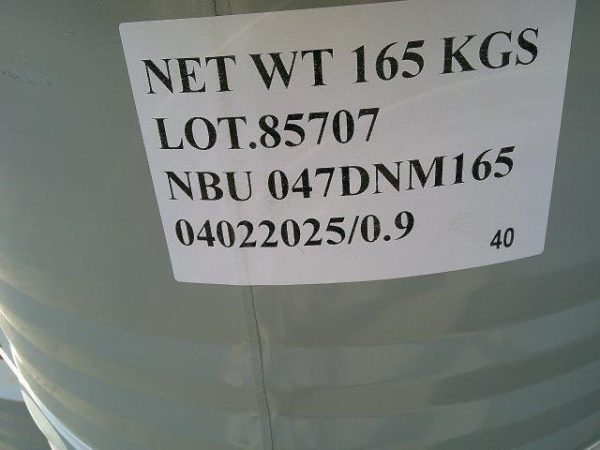 NET WT 165 KGS
LOT.85707
NBU 047DNM165
04022025/0.9
40